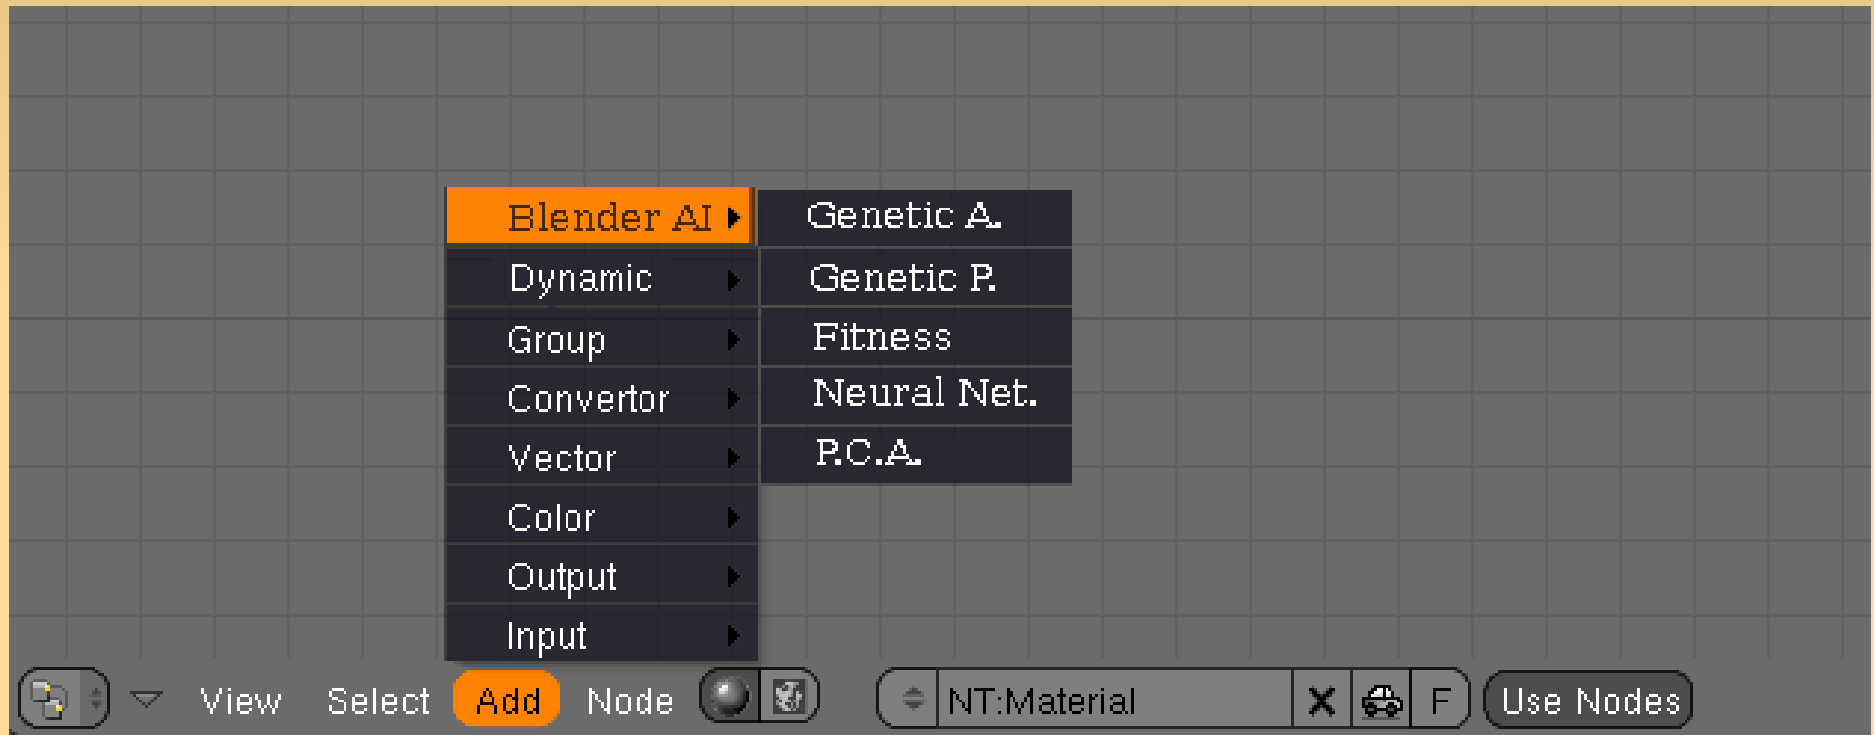 Blender AI
Genetic A.
Dynamic
Genetic P.
Group
Fitness
Convertor
Neural Net.
Vector
P.C.A.
Color
Output
Input
View Select Add Node NT:Material X F Use Nodes